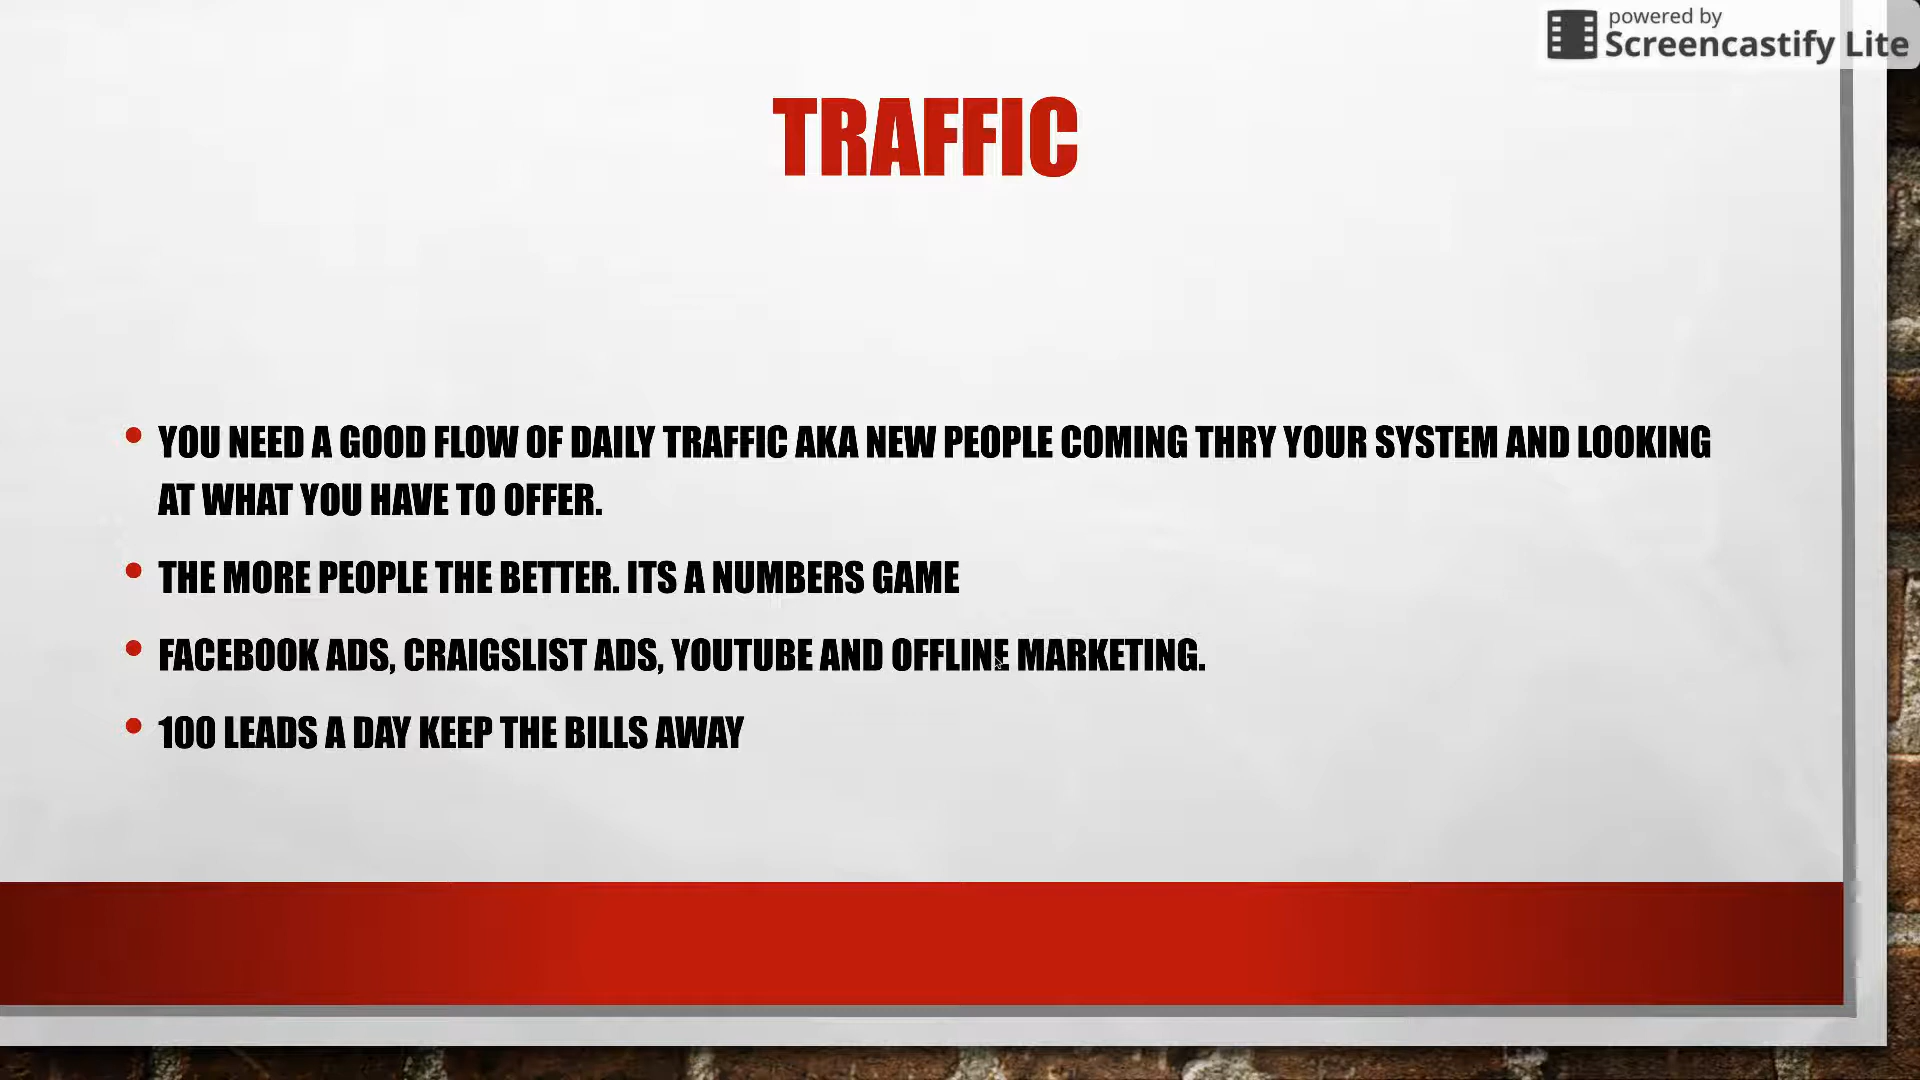 powered by
Screencastify Lite
TRAFFIC
• YOU NEED A GOOD FLOW OF DAILY TRAFFIC AKA NEW PEOPLE COMING THRY YOUR SYSTEM AND LOOKING
AT WHAT YOU HAVE TO OFFER.
• THE MORE PEOPLE THE BETTER. ITS A NUMBERS GAME
• FACEBOOK ADS, CRAIGSLIST ADS, YOUTUBE AND OFFLINE MARKETING.
• 100 LEADS A DAY KEEP THE BILLS AWAY